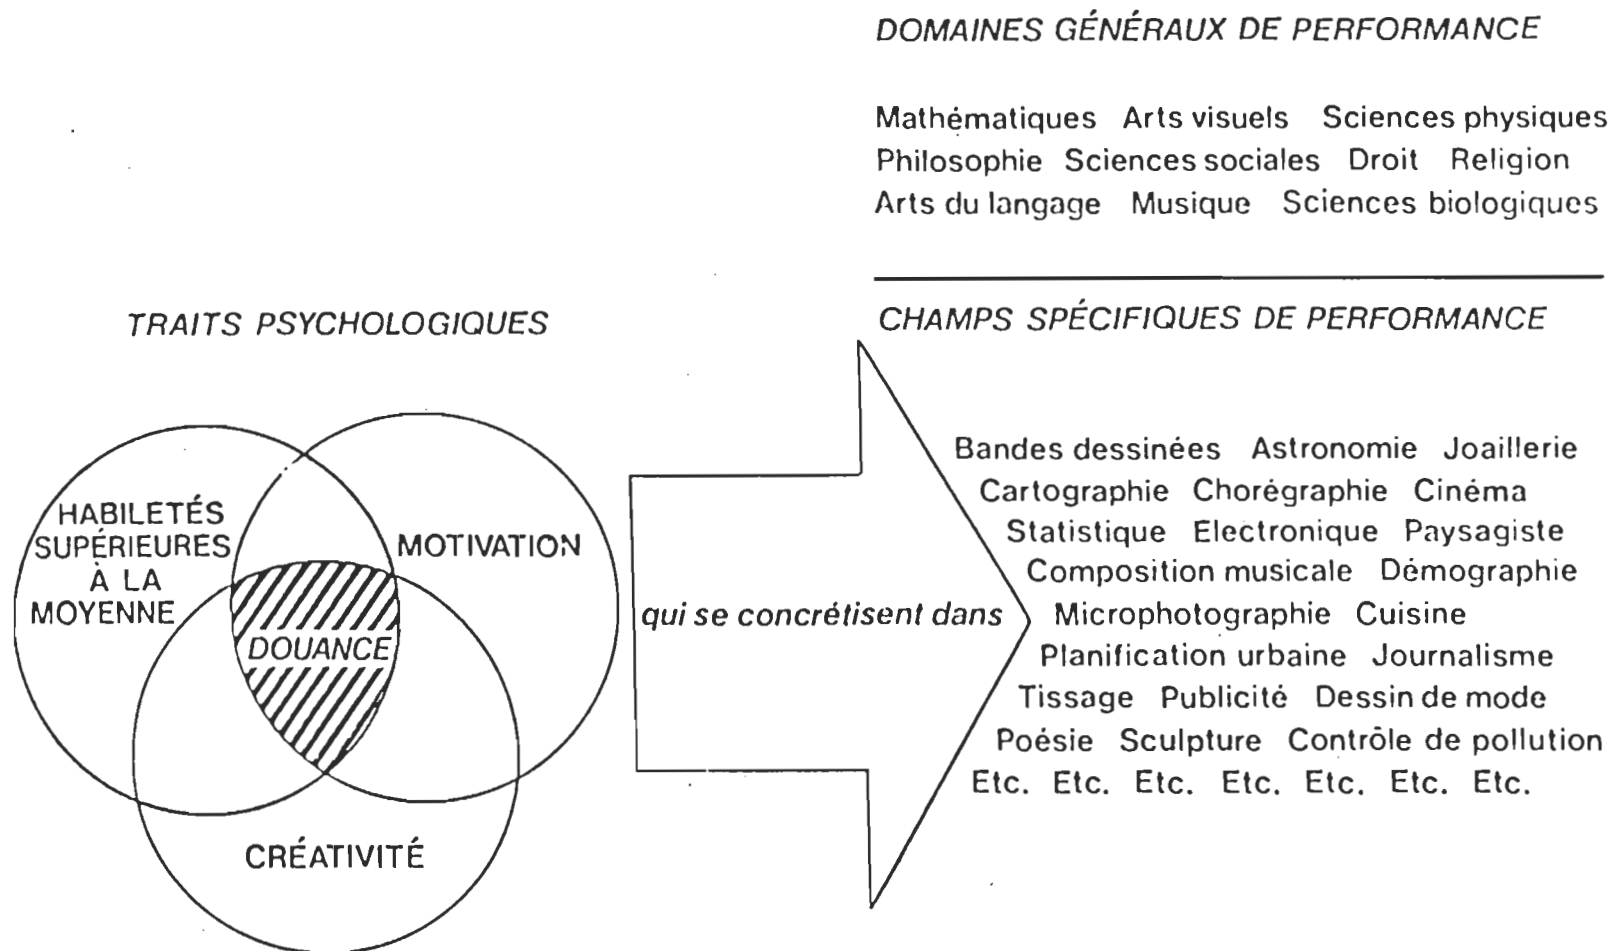 DOMAINES GÉNÉRAUX DE PERFORMANCE
Mathématiques Arts visuels Sciences physiques
Philosophie Sciences sociales Droit Religion
Arts du langage Musique Sciences biologiques
TRAITS PSYCHOLOGIQUES
HABILETÉS
SUPÉRIEURES
À LA
MOYENNE
MOTIVATION
DOUANCE
CRÉATIVITÉ
qui se concrétisent dans
CHAMPS SPÉCIFIQUES DE PERFORMANCE
Bandes dessinées Astronomie Joaillerie
Cartographie Chorégraphie Cinéma
Statistique Electronique Paysagiste
Composition musicale Démographie
Microphotographie Cuisine
Planification urbaine Journalisme
Tissage Publicité Dessin de mode
Poésie Sculpture Contrôle de pollution
Etc. Etc. Etc. Etc. Etc. Etc. Etc.